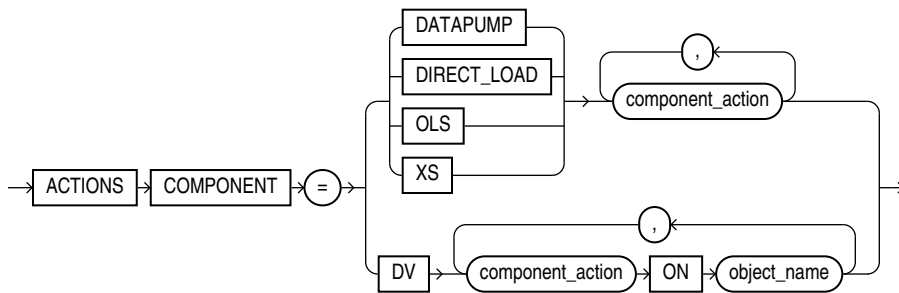 DATAPUMP
,
DIRECT_LOAD
component_action
OLS
XS
ACTIONS COMPONENT =
,
DV component_action ON object_name